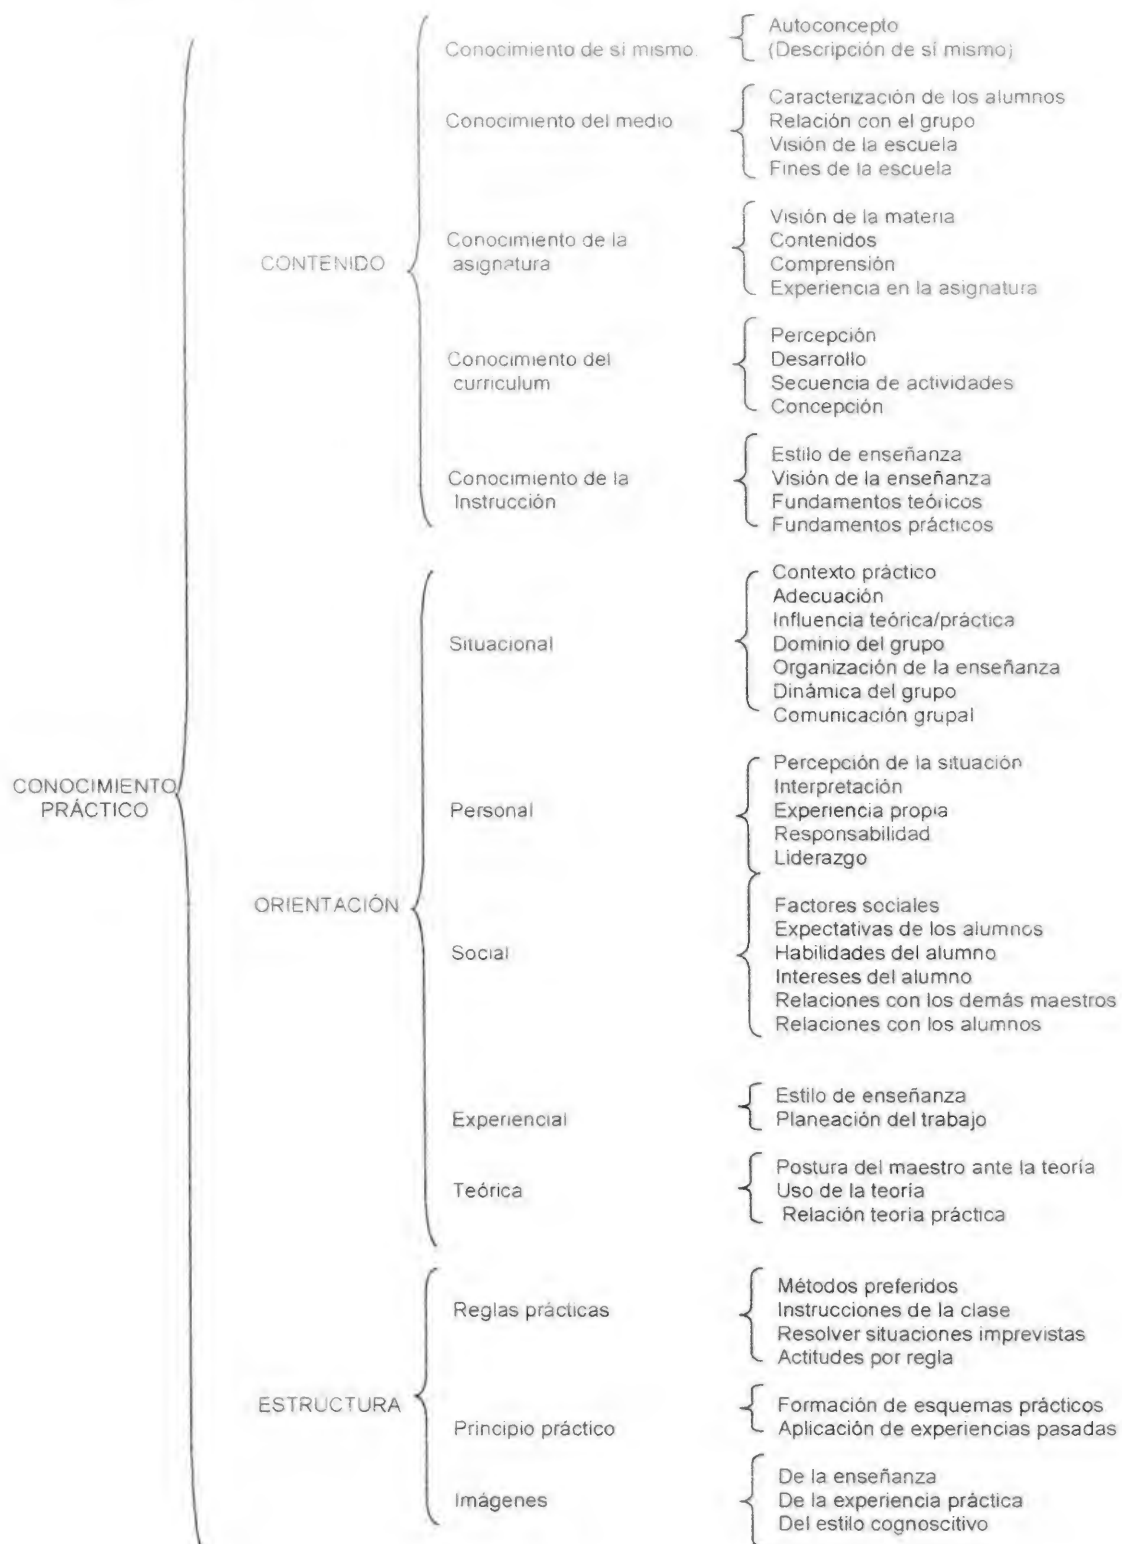 CONOCIMIENTO
PRÁCTICO
CONTENIDO
Conocimiento de sí mismo.
Autoconcepto
(Descripción de sí mismo)
Conocimiento del medio
Caracterización de los alumnos
Relación con el grupo
Visión de la escuela
Fines de la escuela
Conocimiento de la
asignatura
Visión de la materia
Contenidos
Comprensión
Experiencia en la asignatura
Conocimiento del
curriculum
Percepción
Desarrollo
Secuencia de actividades
Concepción
Conocimiento de la
Instrucción
Estilo de enseñanza
Visión de la enseñanza
Fundamentos teóricos
Fundamentos prácticos
ORIENTACIÓN
Situacional
Contexto práctico
Adecuación
Influencia teórica/práctica
Dominio del grupo
Organización de la enseñanza
Dinámica del grupo
Comunicación grupal
Personal
Percepción de la situación
Interpretación
Experiencia propia
Responsabilidad
Liderazgo
Social
Factores sociales
Expectativas de los alumnos
Habilidades del alumno
Intereses del alumno
Relaciones con los demás maestros
Relaciones con los alumnos
Experiencial
Estilo de enseñanza
Planeación del trabajo
Teórica
Postura del maestro ante la teoría
Uso de la teoría
Relación teoria práctica
ESTRUCTURA
Reglas prácticas
Métodos preferidos
Instrucciones de la clase
Resolver situaciones imprevistas
Actitudes por regla
Principio práctico
Formación de esquemas prácticos
Aplicación de experiencias pasadas
Imágenes
De la enseñanza
De la experiencia práctica
Del estilo cognoscitivo